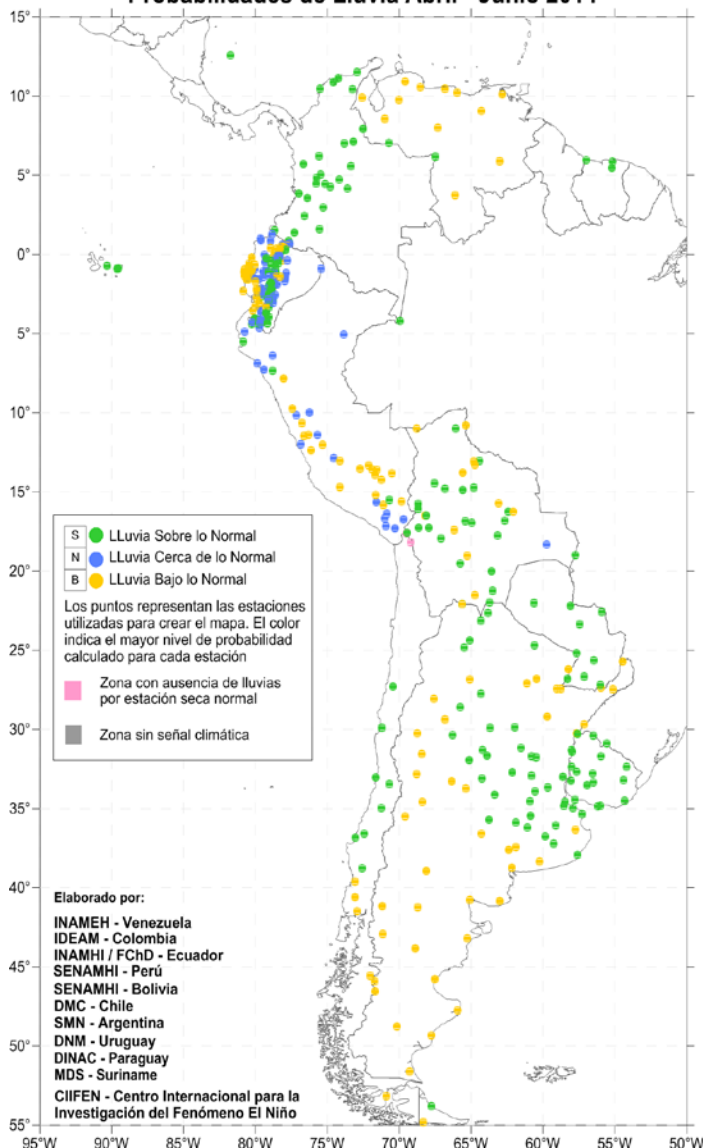 Probabilidades de Lluvia Abril - Junio
15°
10°
5°
0°
5°
10°
15°
20°
25°
30°
35°
40°
45°
50°
55°
S LLuvia Sobre lo Normal
N LLuvia Cerca de lo Normal
B LLuvia Bajo lo Normal
Los puntos representan las estaciones
utilizadas para crear el mapa. El color
indica el mayor nivel de probabilidad
calculado para cada estación
Zona con ausencia de lluvias
por estación seca normal
Zona sin señal climática
Elaborado por:
INAMEH - Venezuela
IDEAM - Colombia
INAMHI / FChD - Ecuador
SENAMHI - Perú
SENAMHI - Bolivia
DMC - Chile
SMN - Argentina
DNM - Uruguay
DINAC - Paraguay
MDS - Suriname
CIIFEN - Centro Internacional para la
Investigación del Fenómeno El Niño
95°W 90°W 85°W 80°W 75°W 70°W 65°W 60°W 55°W 50°W